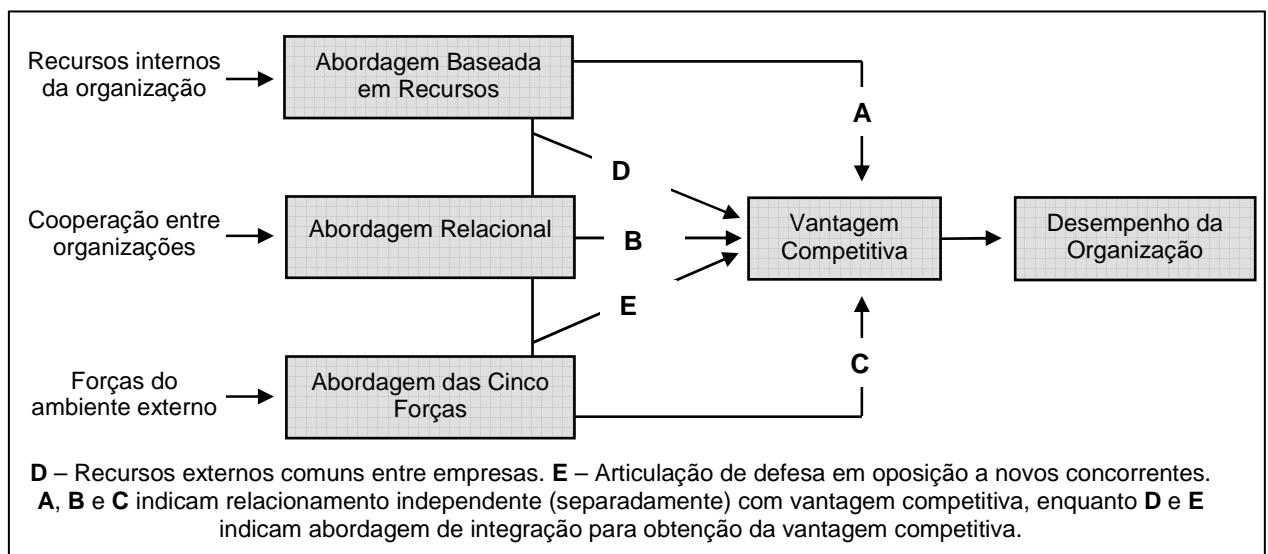 Recursos internos
da organização
Abordagem Baseada
em Recursos
A
D
Cooperação entre
organizações
Abordagem Relacional
B
Vantagem
Competitiva
Desempenho da
Organização
E
Forças do
ambiente externo
Abordagem das Cinco
Forças
C
D – Recursos externos comuns entre empresas. E – Articulação de defesa em oposição a novos concorrentes.
A, B e C indicam relacionamento independente (separadamente) com vantagem competitiva, enquanto D e E
indicam abordagem de integração para obtenção da vantagem competitiva.